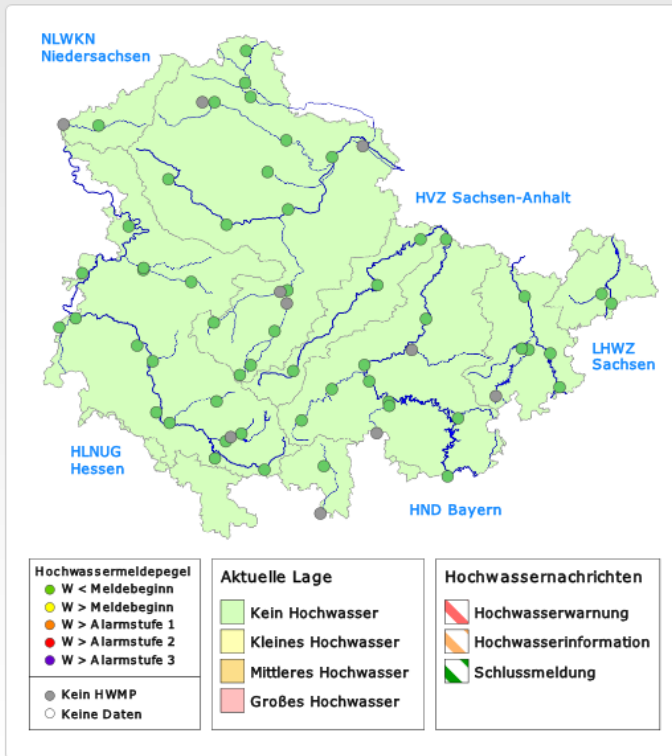 NLWKN
Niedersachsen
HVZ Sachsen-Anhalt
LHWZ
Sachsen
HLNUG
Hessen
HND Bayern
Hochwassermeldepegel
W < Meldebeginn
W > Meldebeginn
W > Alarmstufe 1
W > Alarmstufe 2
W > Alarmstufe 3
Kein HWMP
Keine Daten
Aktuelle Lage
Kein Hochwasser
Kleines Hochwasser
Mittleres Hochwasser
Großes Hochwasser
Hochwassernachrichten
Hochwasserwarnung
Hochwasserinformation
Schlussmeldung